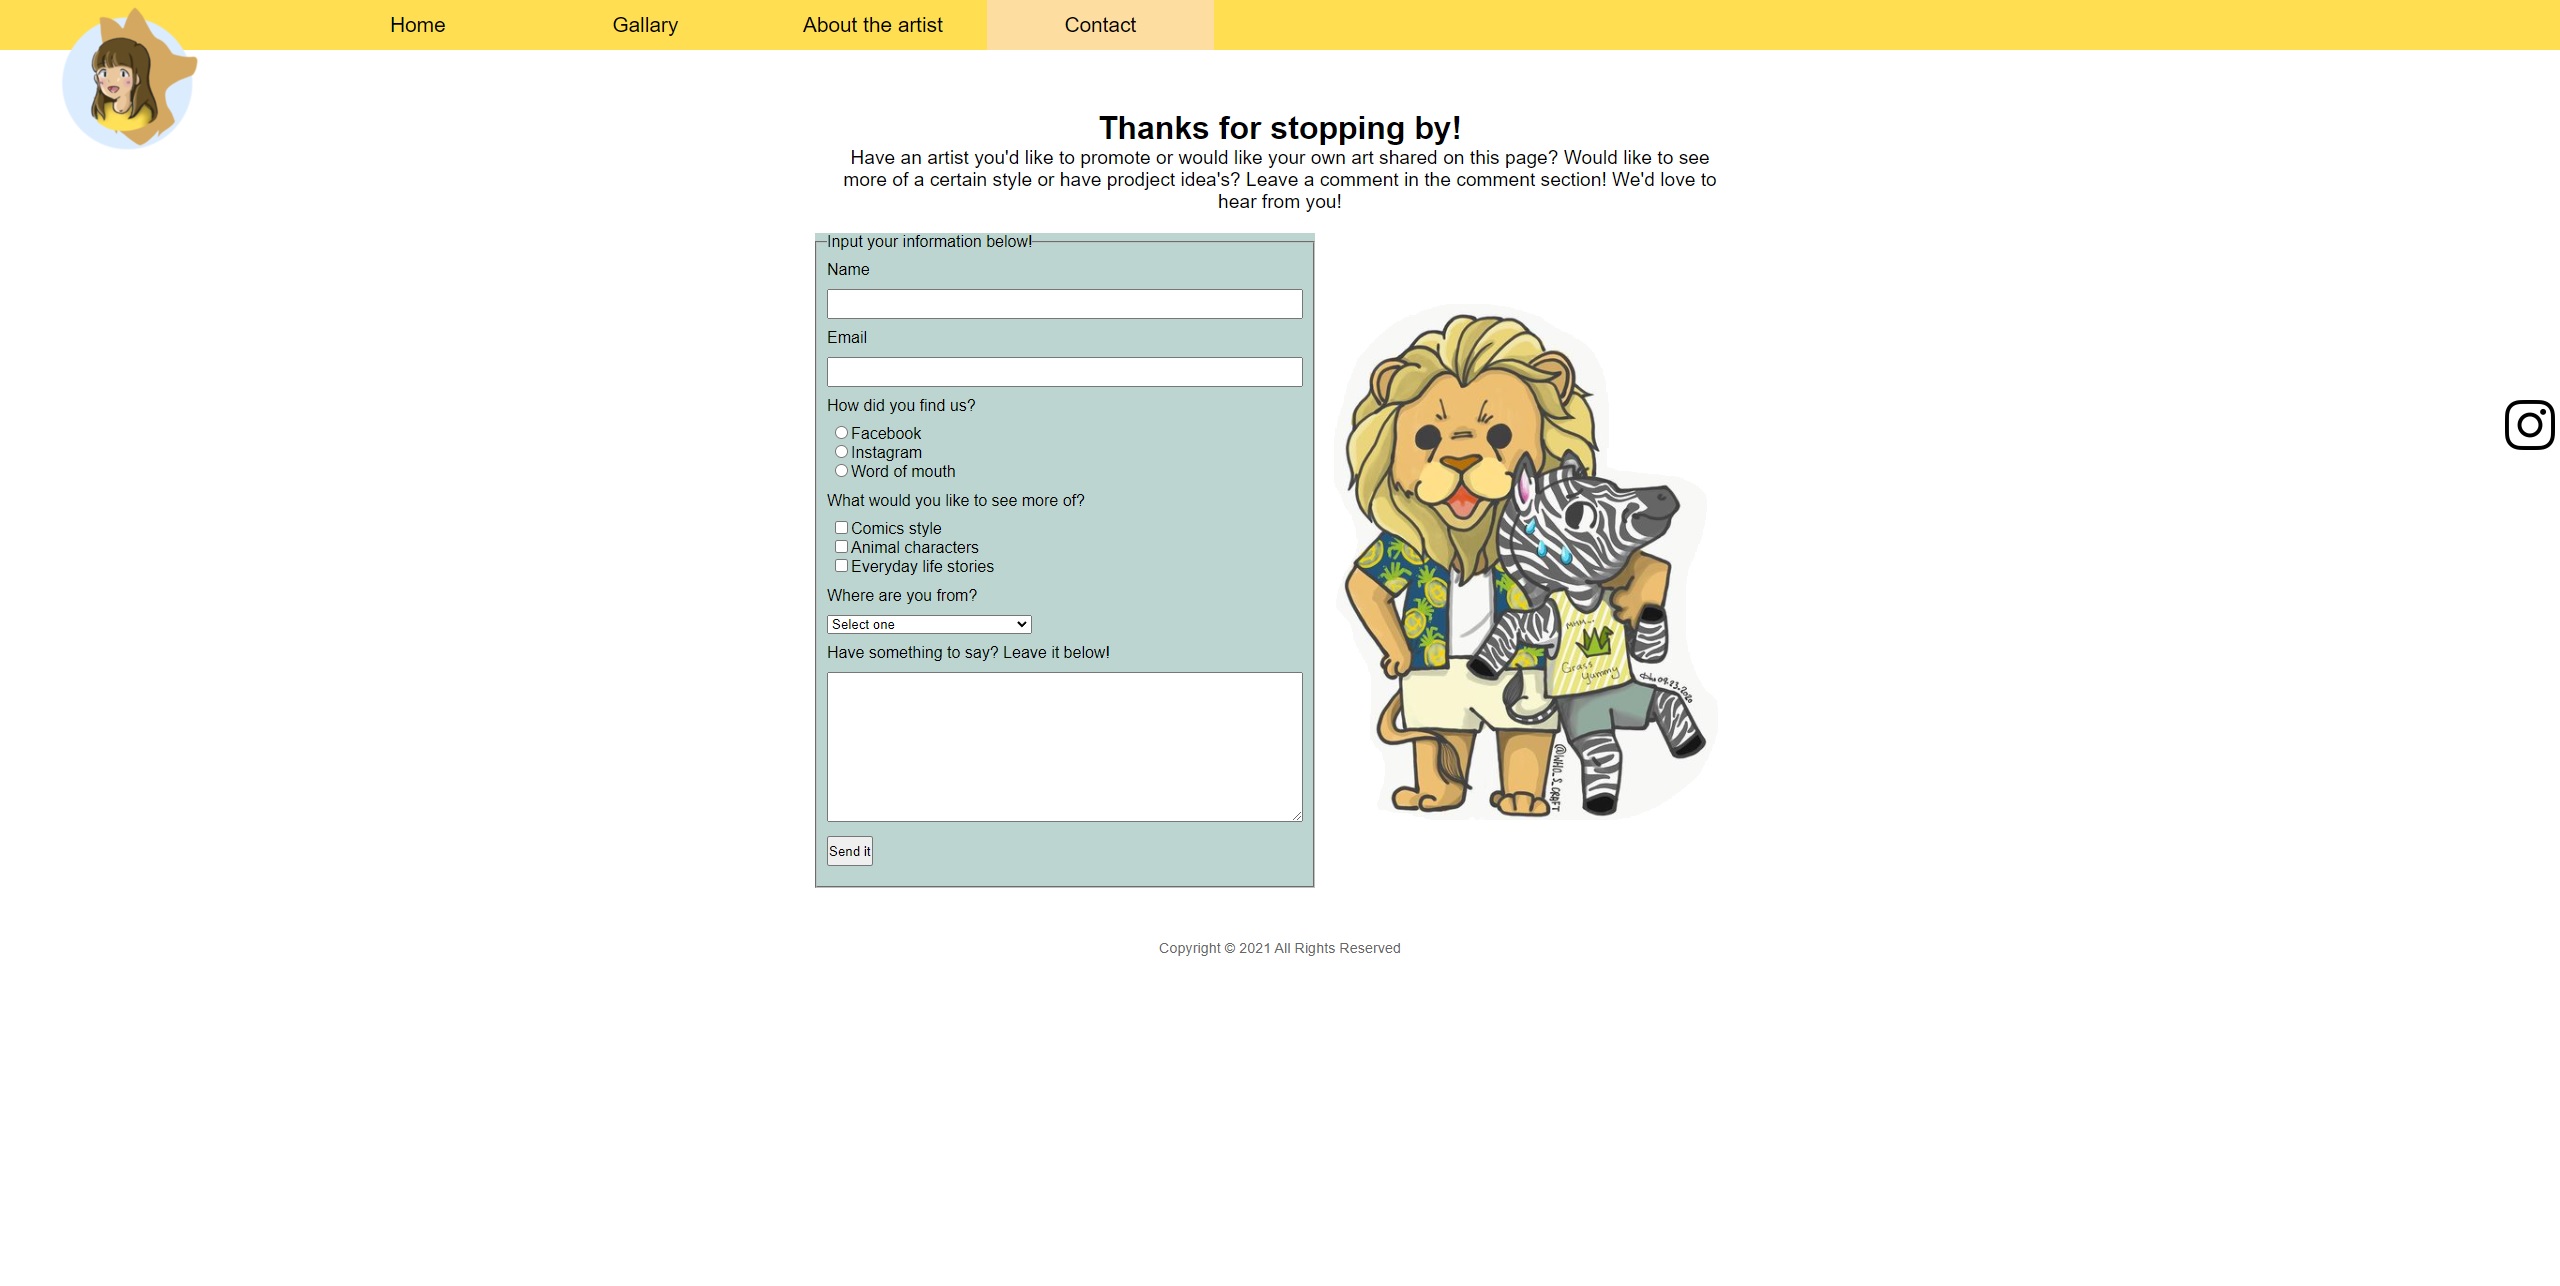 Home
Gallary
About the artist
Contact
Thanks for stopping by!
Have an artist you'd like to promote or would like your own art shared on this page? Would like to see
more of a certain style or have prodject idea's? Leave a comment in the comment section! We'd love to
hear from you!
Input your information below!
Name
Email
How did you find us?
Facebook
Instagram
Word of mouth
What would you like to see more of?
Comics style
Animal characters
Everyday life stories
Where are you from?
Select one
Have something to say? Leave it below!
Send it
MHM...
Grass
Yummy
09.23.2020
Copyright © 2021 All Rights Reserved